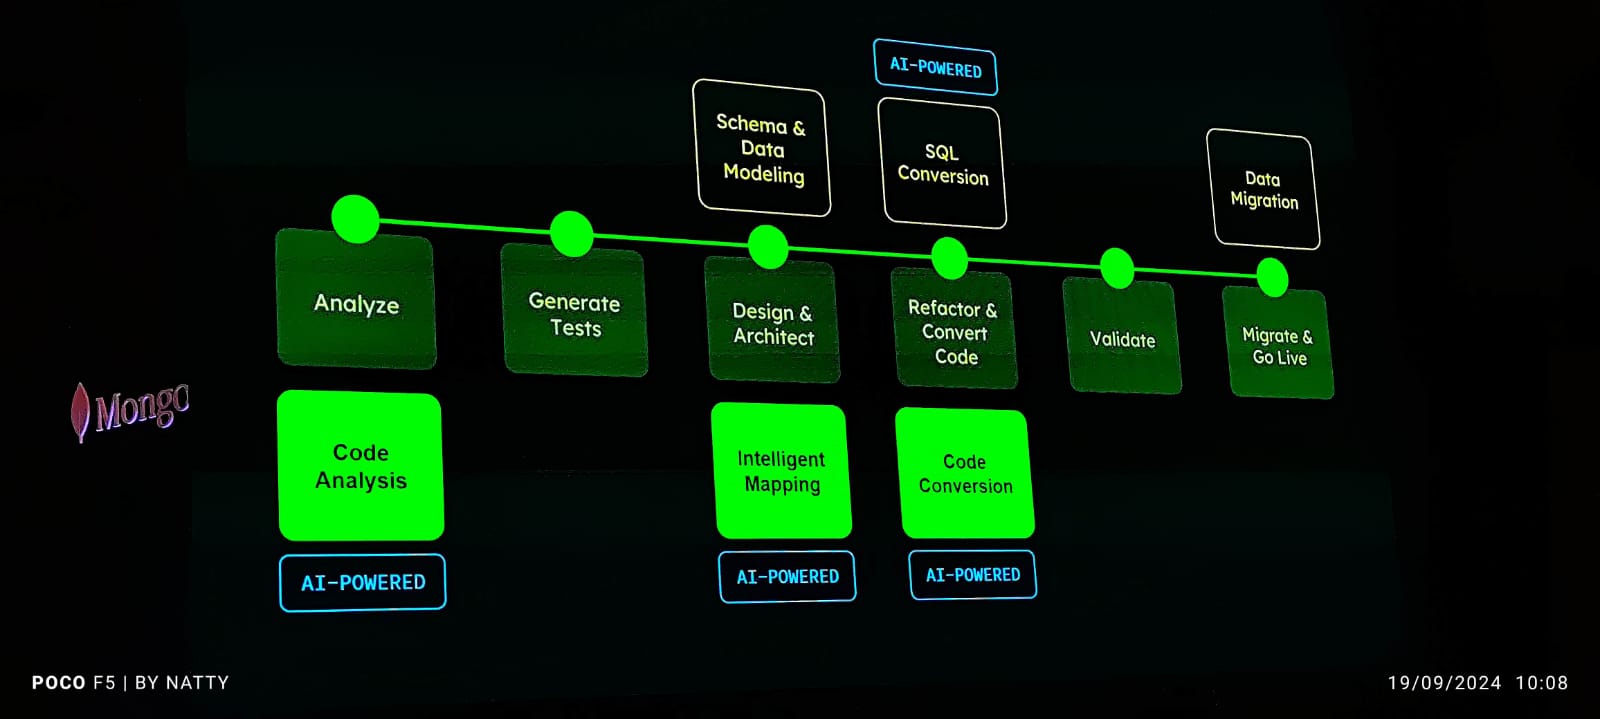 AI-POWERED
Schema &
Data
Modeling
SQL
Conversion
Data
Migration
Analyze
Generate
Tests
Design &
Architect
Refactor &
Convert
Code
Validate
Migrate &
Go Live
Mongo
Code
Analysis
Intelligent
Mapping
Code
Conversion
AI-POWERED
AI-POWERED
AI-POWERED
POCO F5 | BY NATTY
19/09/2024 10:08